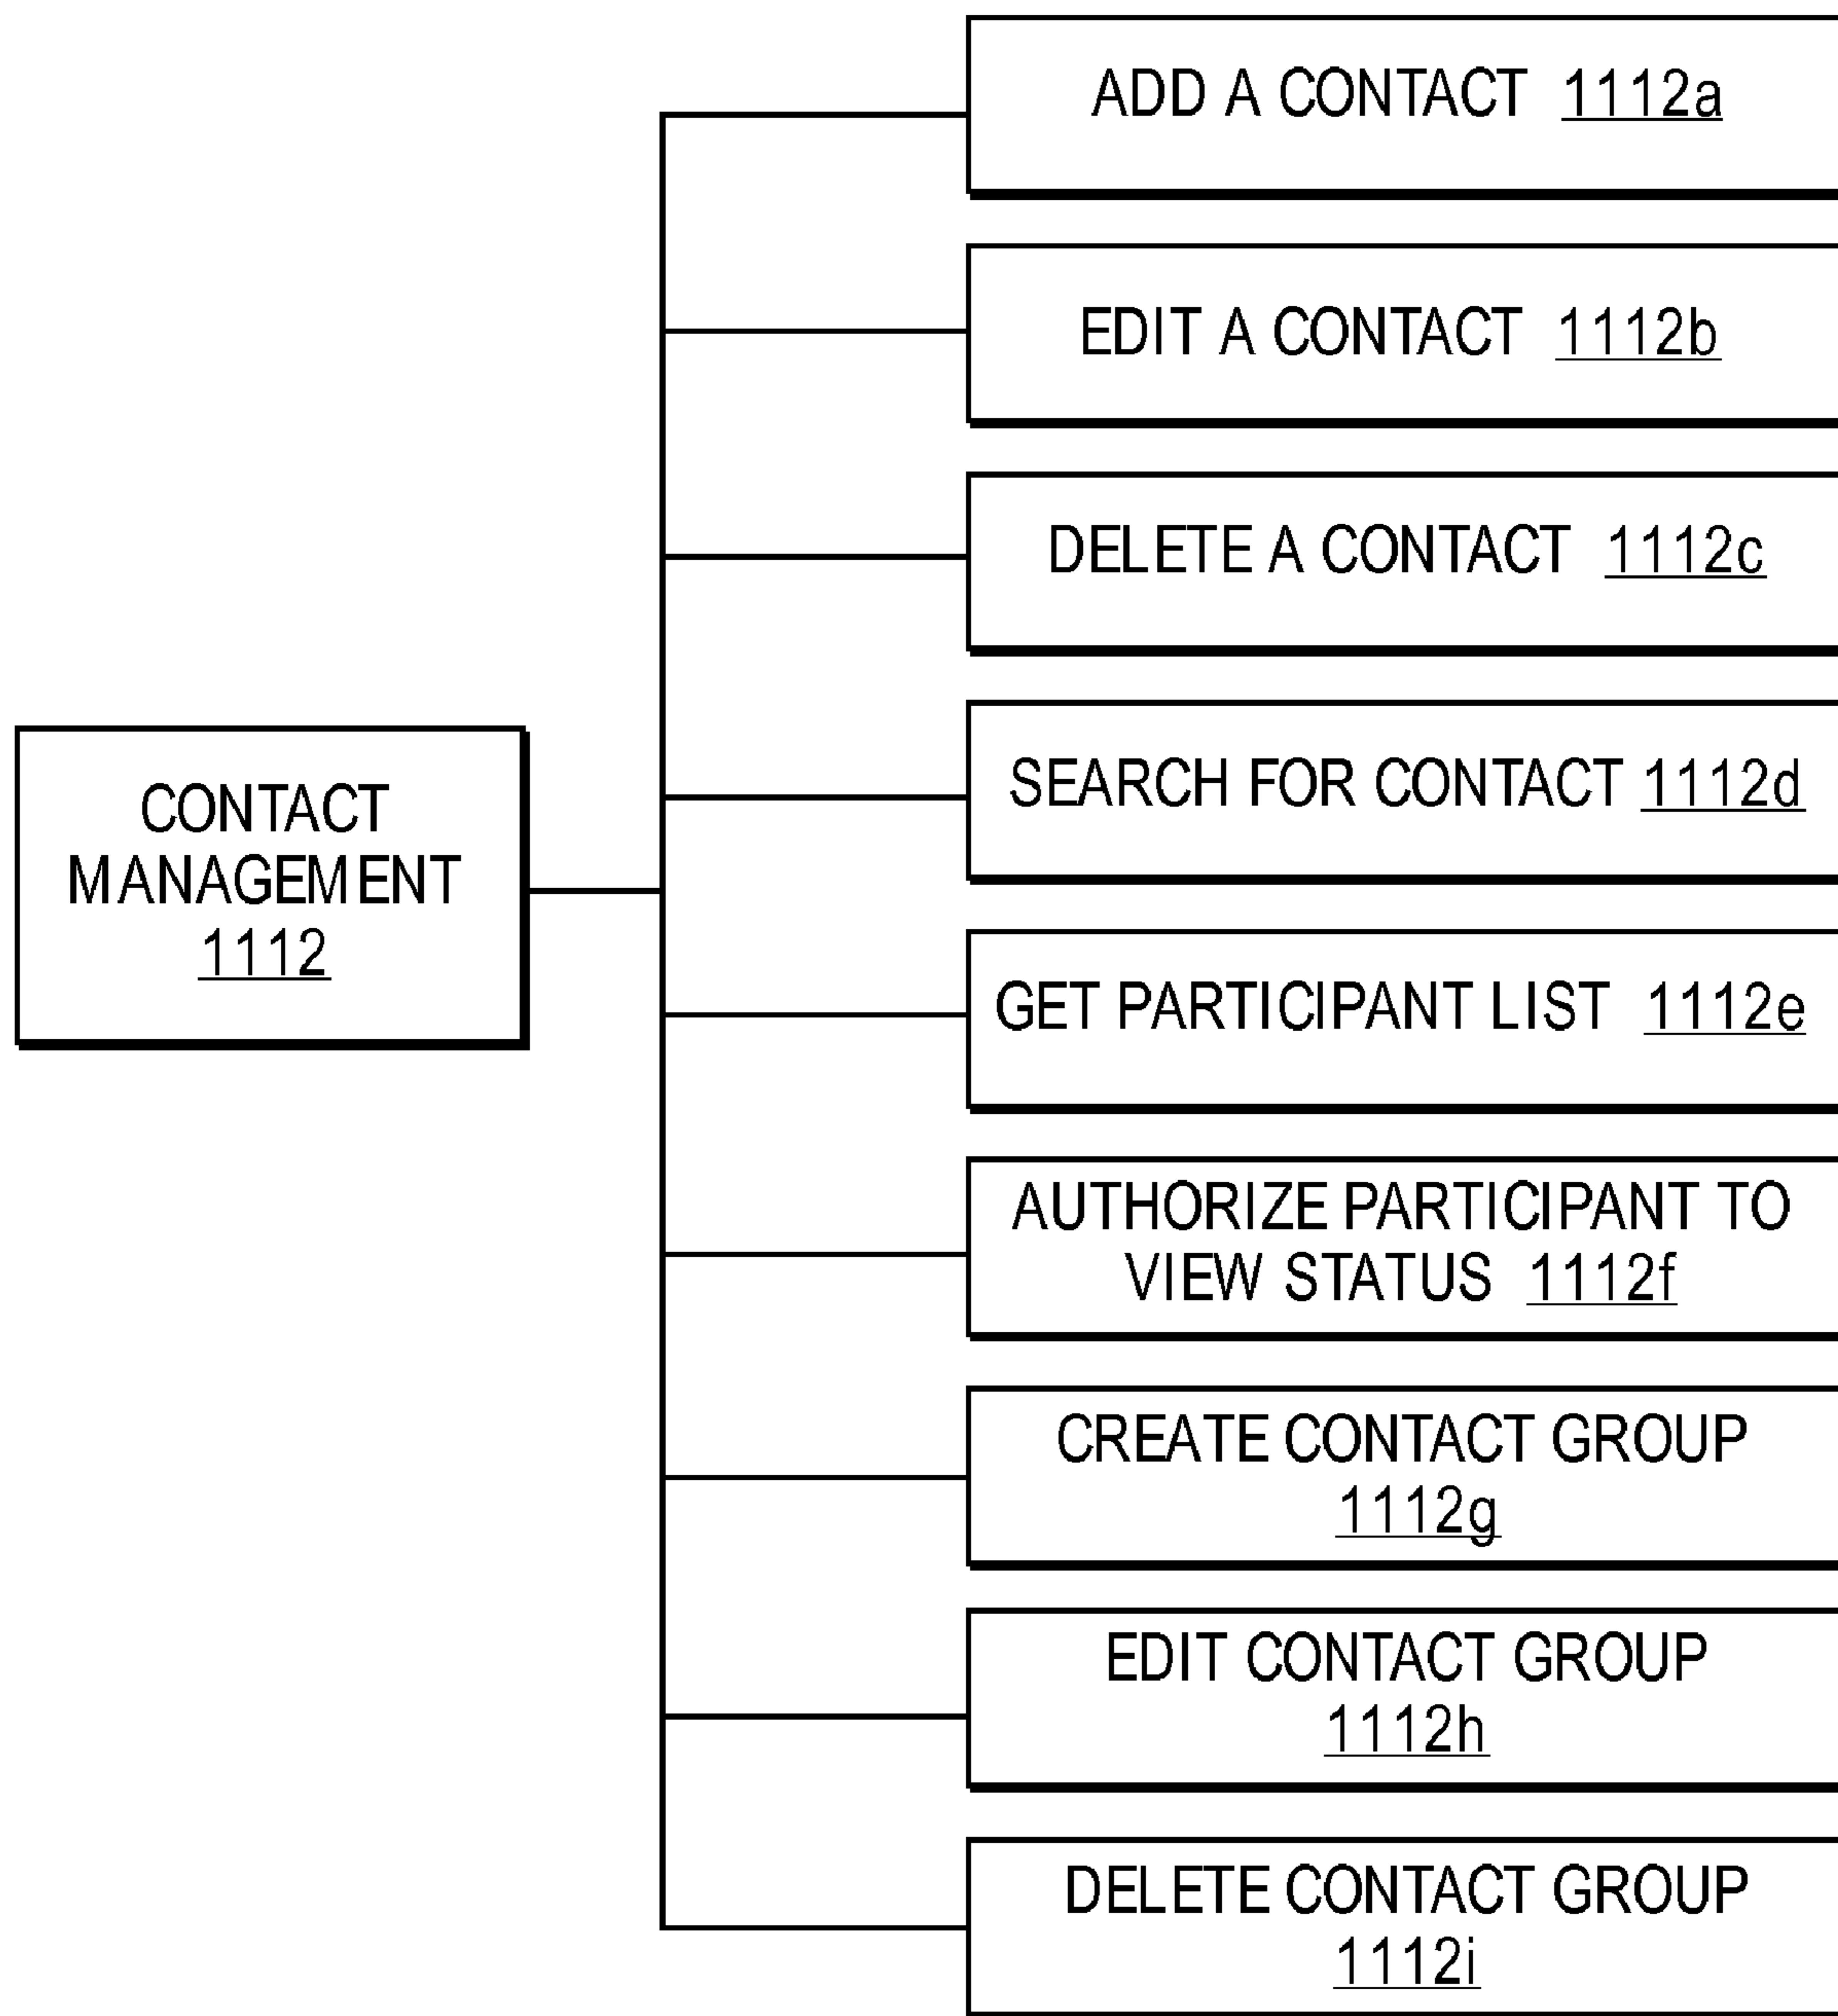 ADD A CONTACT 1112a
EDIT A CONTACT 1112b
DELETE A CONTACT 1112c
SEARCH FOR CONTACT 1112d
CONTACT
MANAGEMENT
1112
GET PARTICIPANT LIST 1112e
AUTHORIZE PARTICIPANT TO
VIEW STATUS 1112f
CREATE CONTACT GROUP
1112g
EDIT CONTACT GROUP
1112h
DELETE CONTACT GROUP
1112i